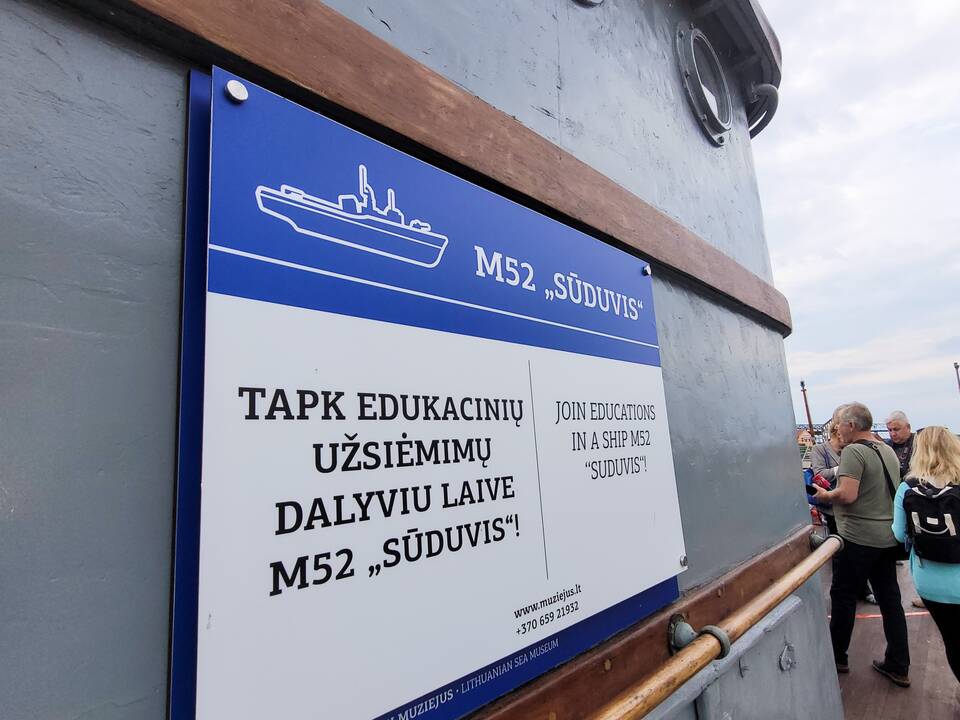 M52 „SŪDUVIS“
TAPK EDUKACINIŲ
UŽSIĖMIMŲ
DALYVIU LAIVE
M52 „SŪDUVIS“!
JOIN EDUCATIONS
IN A SHIP M52
“SUDUVIS“!
www.muziejus.lt
+370 659 21932
MUZIEJUS • LITHUANIAN SEA MUSEUM